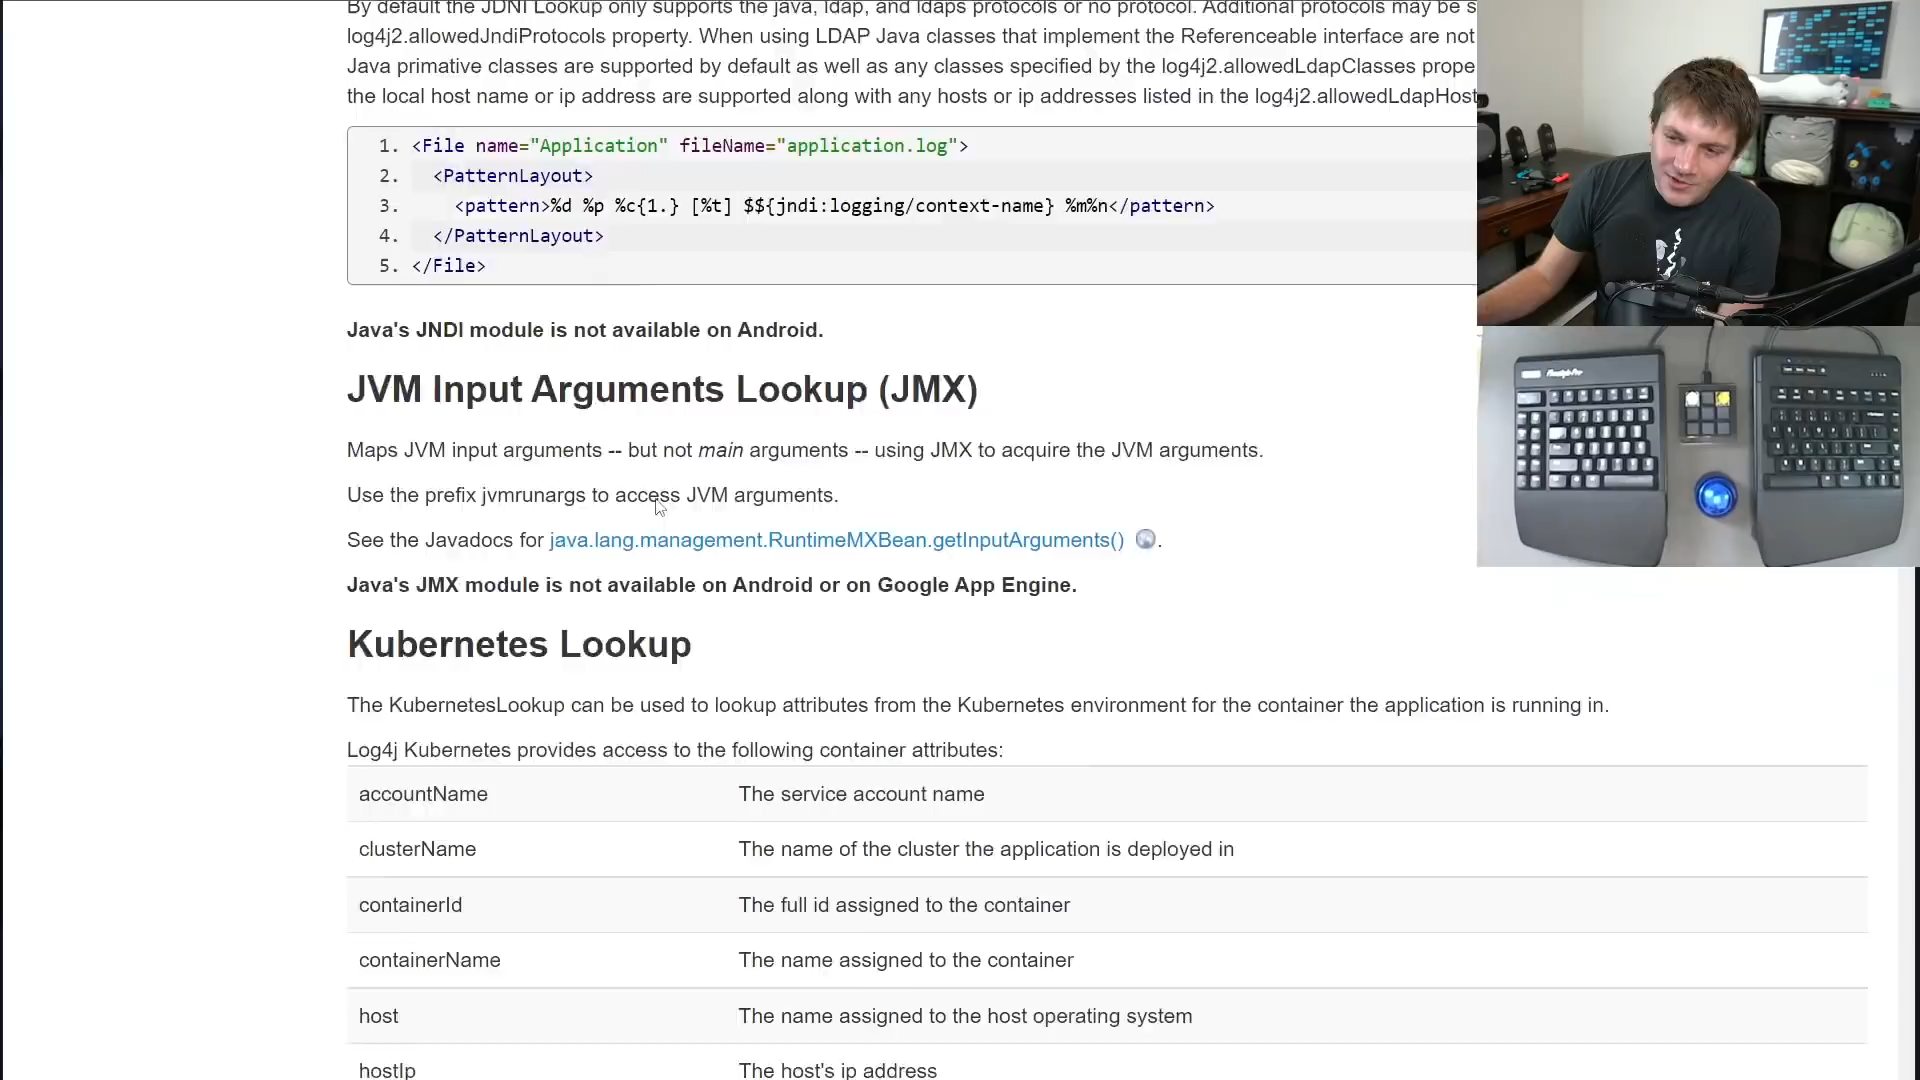 By default the JDNI Lookup only supports the java, ldap, and ldaps protocols or no protocol. Additional protocols may be s
log4j2.allowedJndiProtocols property. When using LDAP Java classes that implement the Referenceable interface are not
Java primative classes are supported by default as well as any classes specified by the log4j2.allowedLdapClasses prope
the local host name or ip address are supported along with any hosts or ip addresses listed in the log4j2.allowedLdapHost
1. <File name="Application" fileName="application.log">
2. <PatternLayout>
3. <pattern>%d %p %c{1.} [%t] $${jndi:logging/context-name} %m%n</pattern>
4. </PatternLayout>
5. </File>
Java's JNDI module is not available on Android.
JVM Input Arguments Lookup (JMX)
Maps JVM input arguments -- but not main arguments -- using JMX to acquire the JVM arguments.
Use the prefix jvmrunargs to access JVM arguments.
See the Javadocs for java.lang.management.RuntimeMXBean.getInputArguments() .
Java's JMX module is not available on Android or on Google App Engine.
Kubernetes Lookup
The KubernetesLookup can be used to lookup attributes from the Kubernetes environment for the container the application is running in.
Log4j Kubernetes provides access to the following container attributes:
accountName The service account name
clusterName The name of the cluster the application is deployed in
containerId The full id assigned to the container
containerName The name assigned to the container
host The name assigned to the host operating system
hostIp The host's ip address